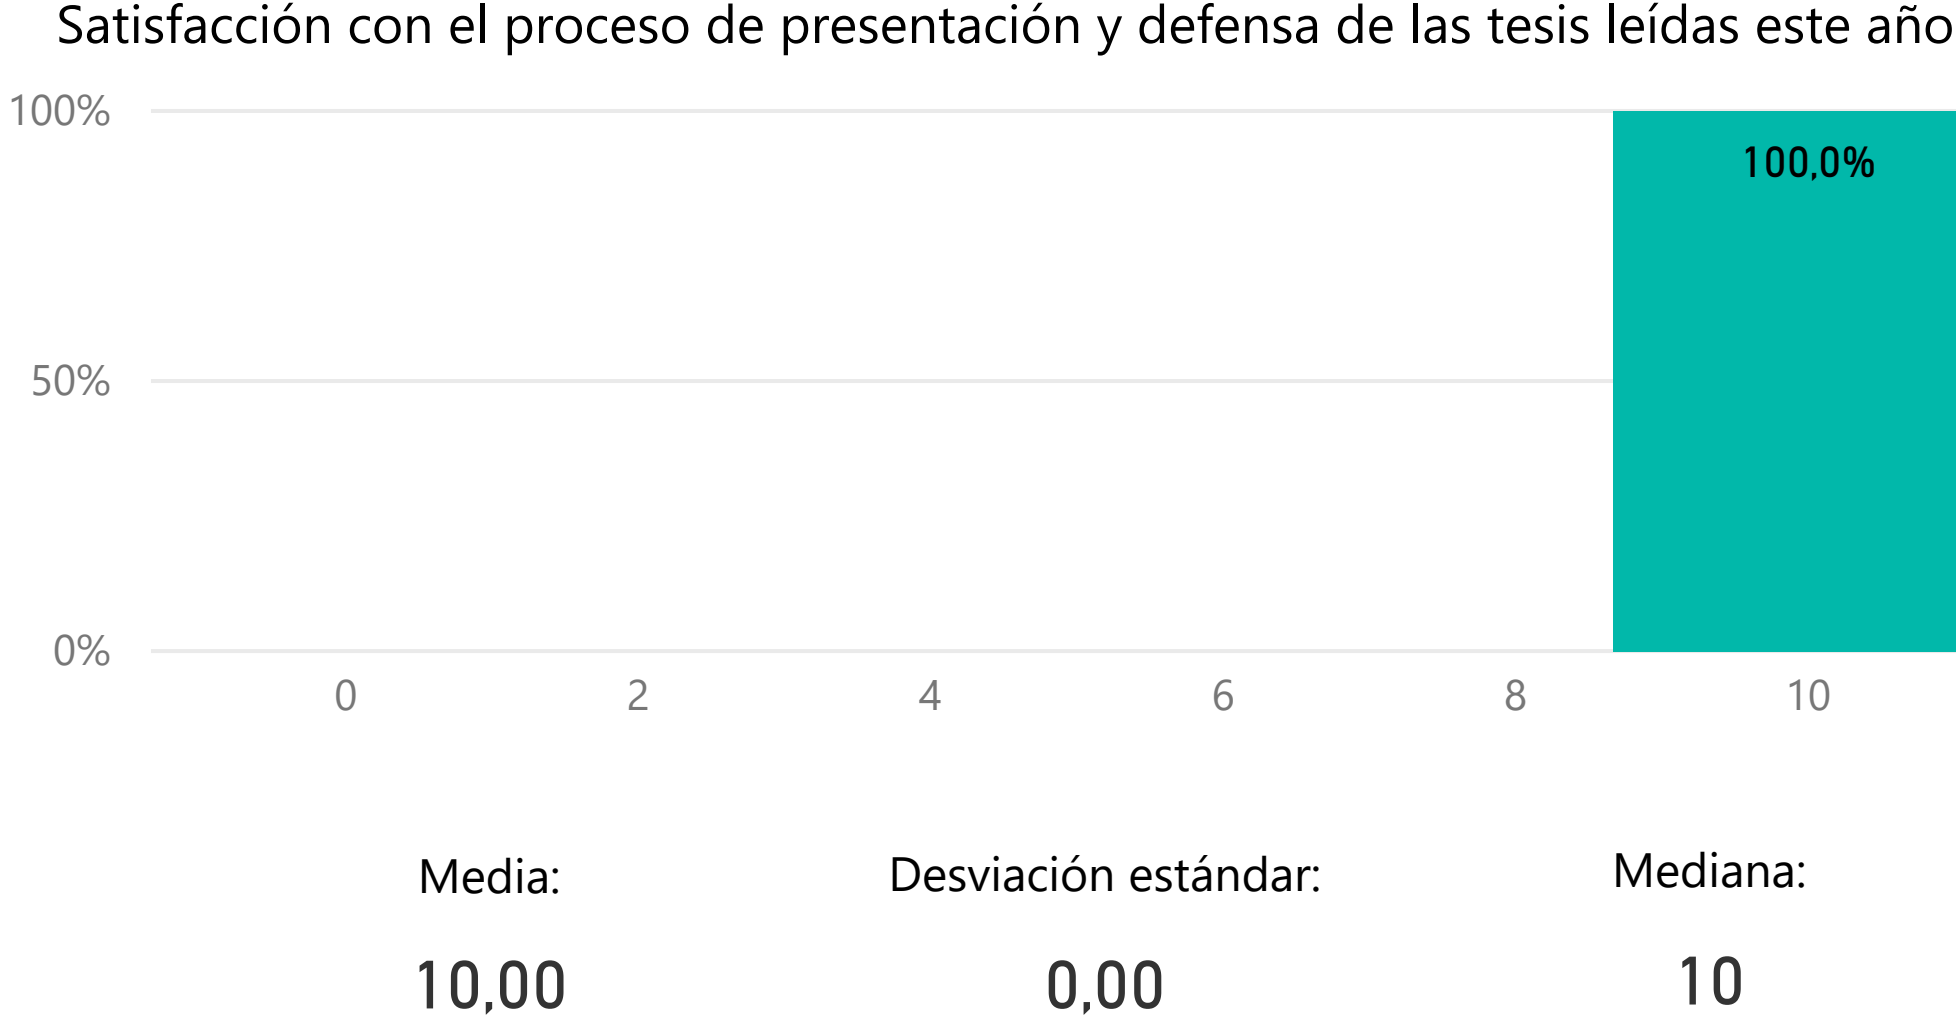 Satisfacción con el proceso de presentación y defensa de las tesis leídas este año
100%
100,0%
50%
0%
0 2 4 6 8 10
Media: Desviación estándar: Mediana:
10,00 0,00 10